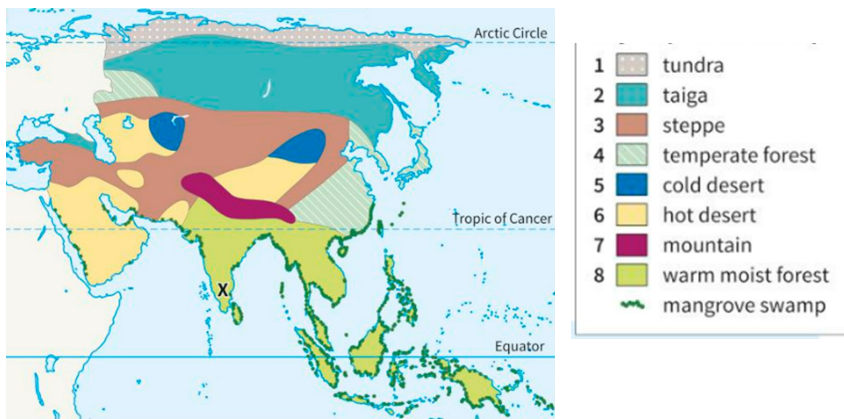 Arctic Circle
Tropic of Cancer
X
Equator
1 tundra
2 taiga
3 steppe
4 temperate forest
5 cold desert
6 hot desert
7 mountain
8 warm moist forest
mangrove swamp